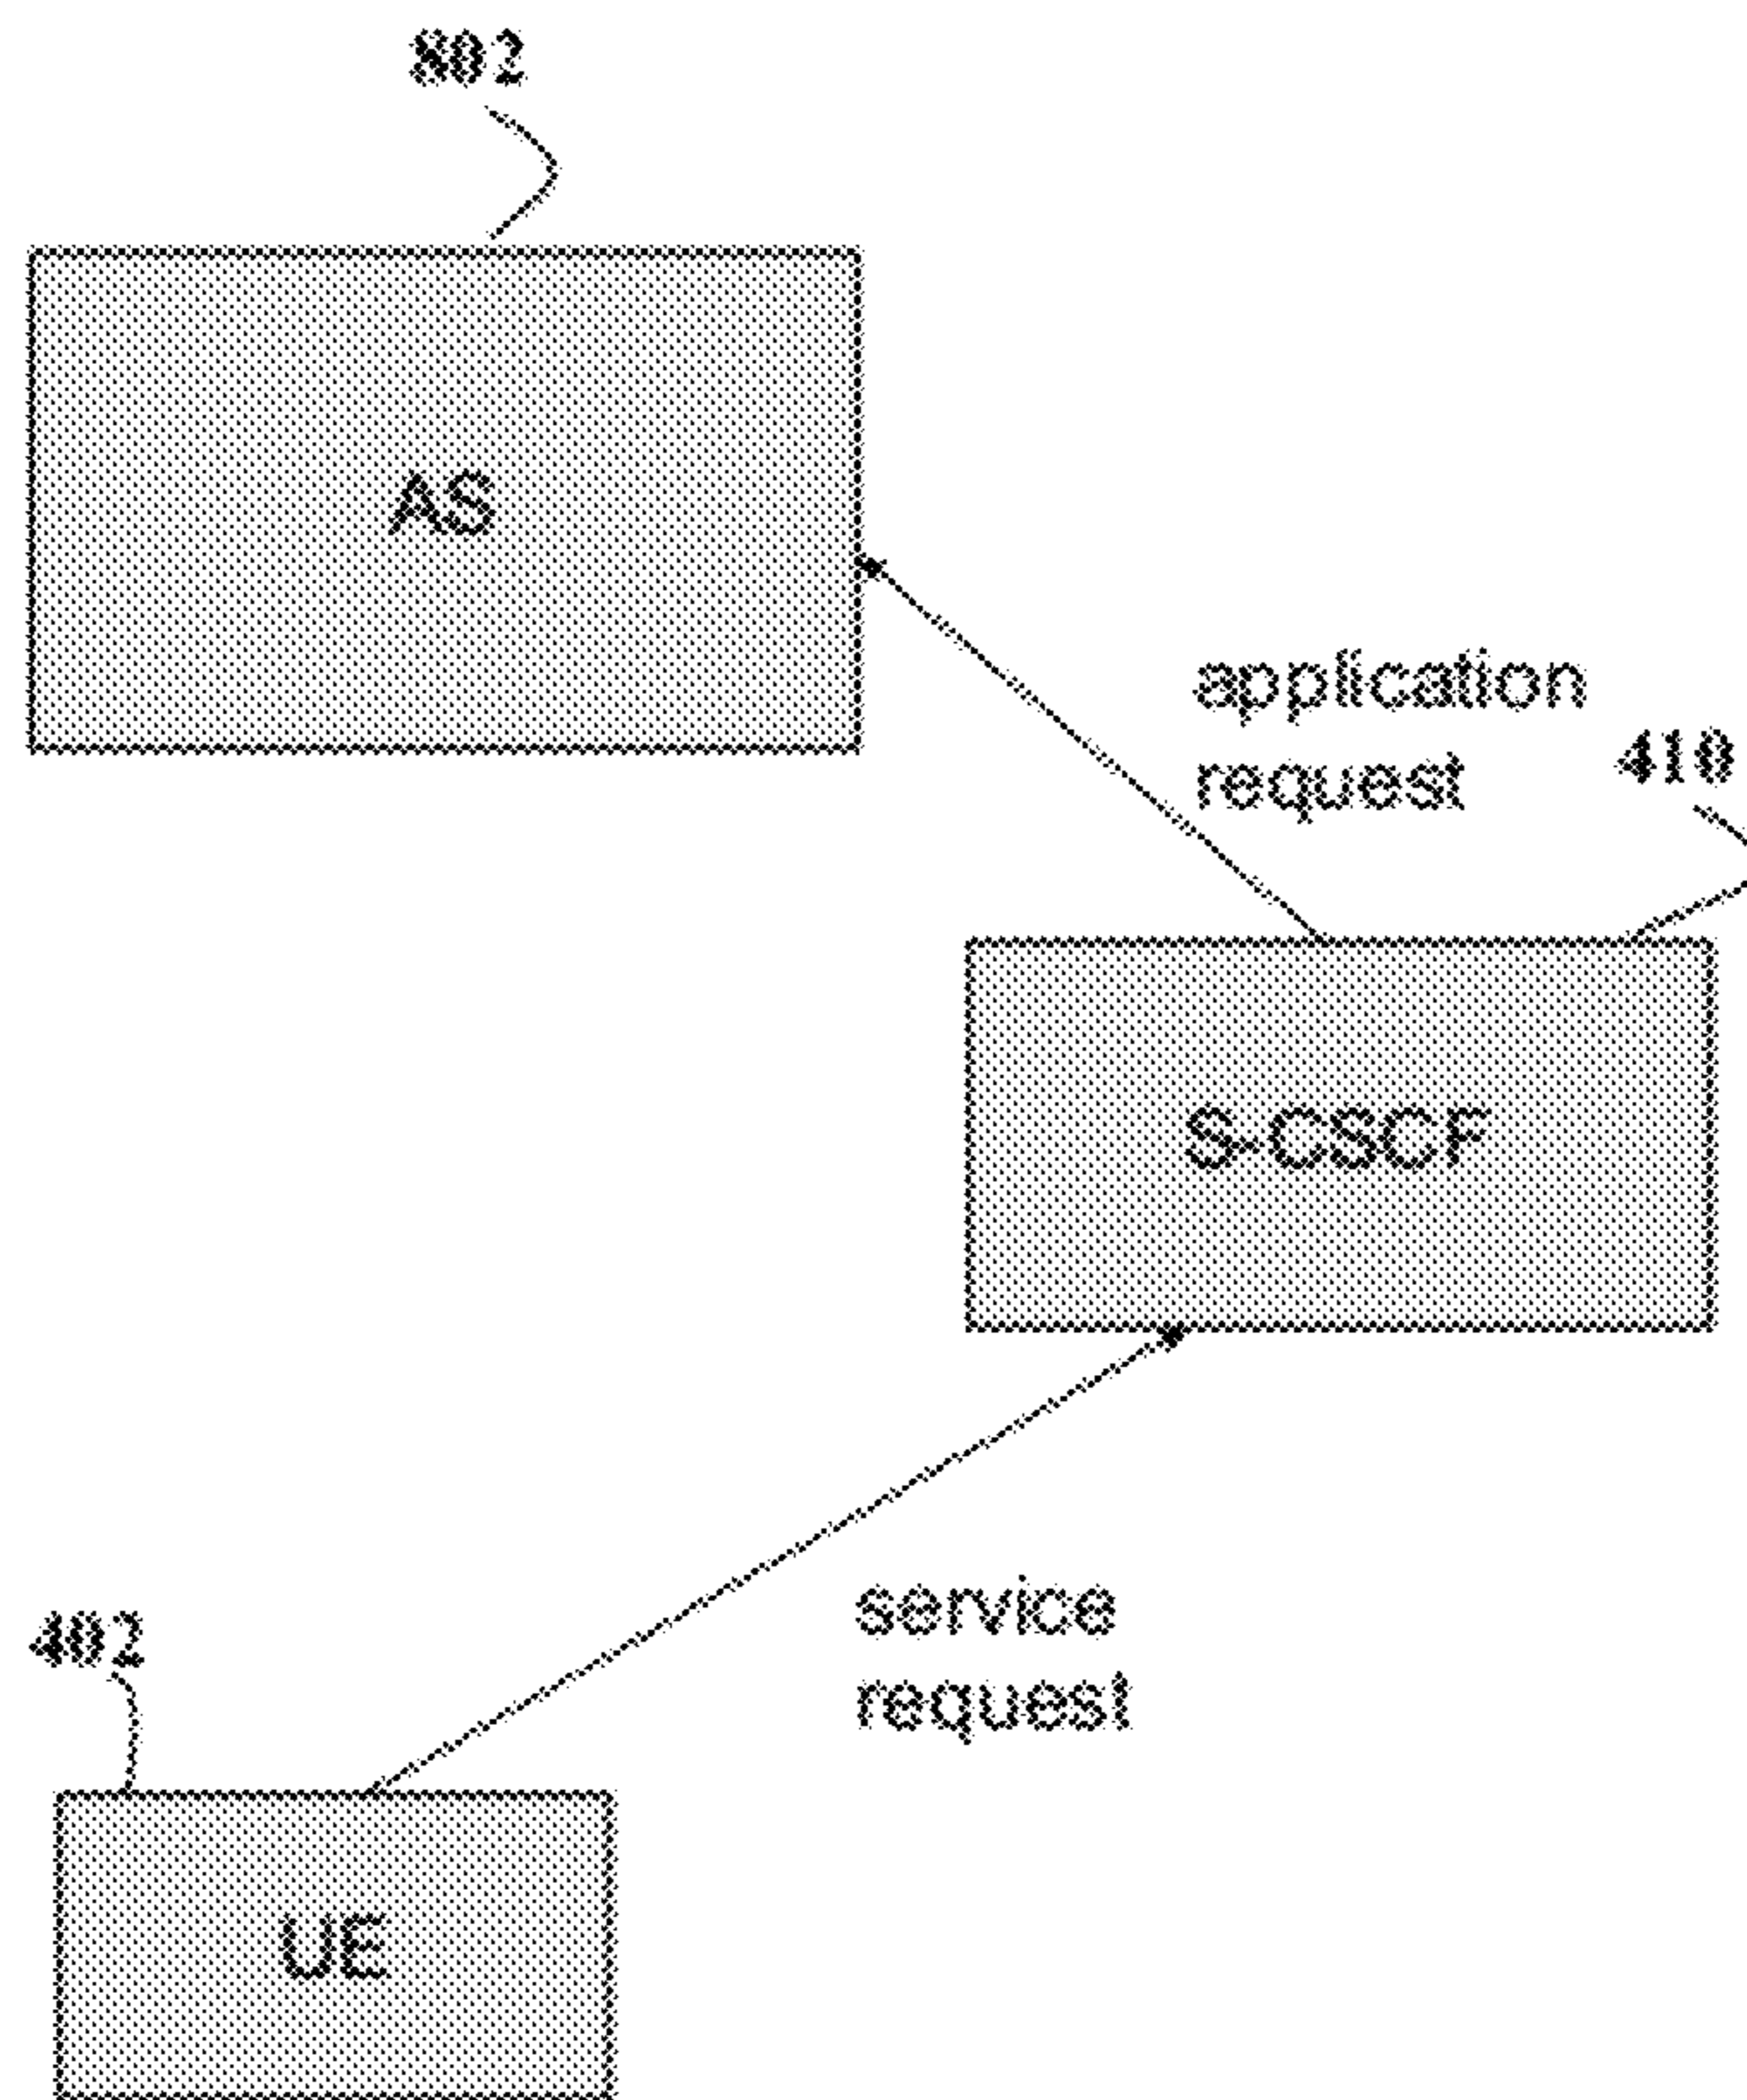 802
AS
application
request
410
S-CSCF
service
request
402
UE